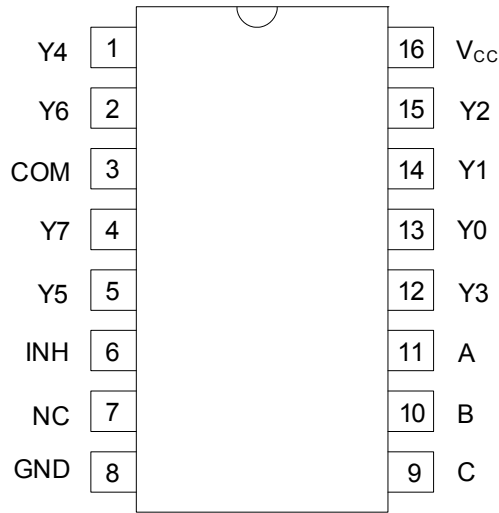 Y4 1 16 VCC
Y6 2 15 Y2
COM 3 14 Y1
Y7 4 13 Y0
Y5 5 12 Y3
INH 6 11 A
NC 7 10 B
GND 8 9 C